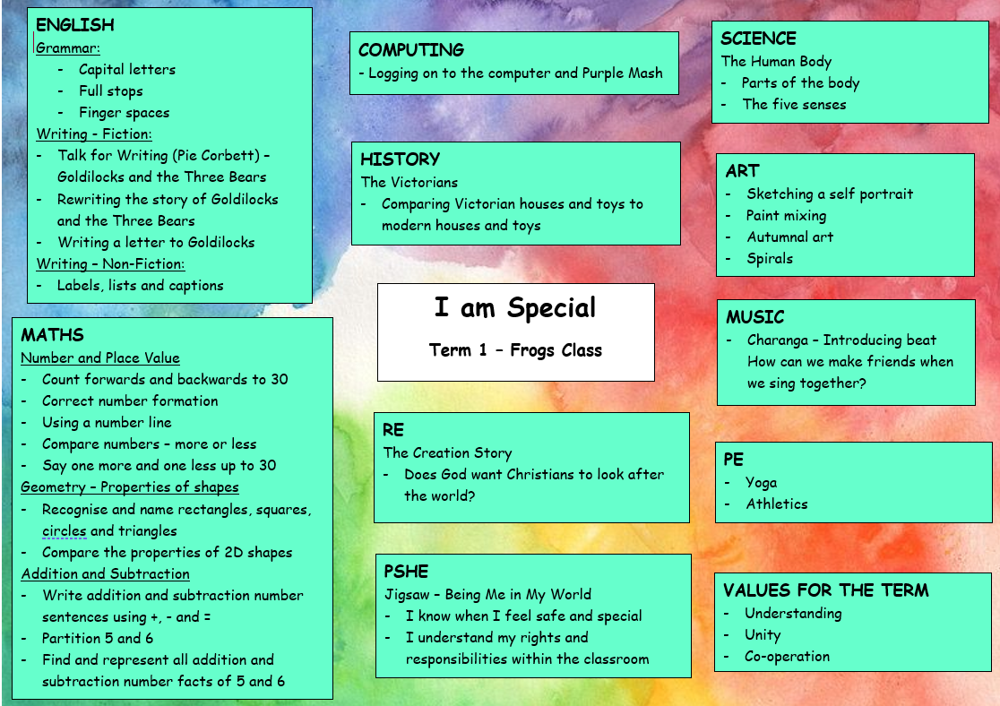 ENGLISH
Grammar:
- Capital letters
- Full stops
- Finger spaces
Writing - Fiction:
- Talk for Writing (Pie Corbett) –
Goldilocks and the Three Bears
- Rewriting the story of Goldilocks
and the Three Bears
- Writing a letter to Goldilocks
Writing – Non-Fiction:
- Labels, lists and captions
MATHS
Number and Place Value
- Count forwards and backwards to 30
- Correct number formation
- Using a number line
- Compare numbers – more or less
- Say one more and one less up to 30
Geometry – Properties of shapes
- Recognise and name rectangles, squares,
circles and triangles
- Compare the properties of 2D shapes
Addition and Subtraction
- Write addition and subtraction number
sentences using +, - and =
- Partition 5 and 6
- Find and represent all addition and
subtraction number facts of 5 and 6
COMPUTING
- Logging on to the computer and Purple Mash
HISTORY
The Victorians
- Comparing Victorian houses and toys to
modern houses and toys
I am Special
Term 1 – Frogs Class
RE
The Creation Story
- Does God want Christians to look after
the world?
PSHE
Jigsaw – Being Me in My World
- I know when I feel safe and special
- I understand my rights and
responsibilities within the classroom
SCIENCE
The Human Body
- Parts of the body
- The five senses
ART
- Sketching a self portrait
- Paint mixing
- Autumnal art
- Spirals
MUSIC
- Charanga – Introducing beat
How can we make friends when
we sing together?
PE
- Yoga
- Athletics
VALUES FOR THE TERM
- Understanding
- Unity
- Co-operation